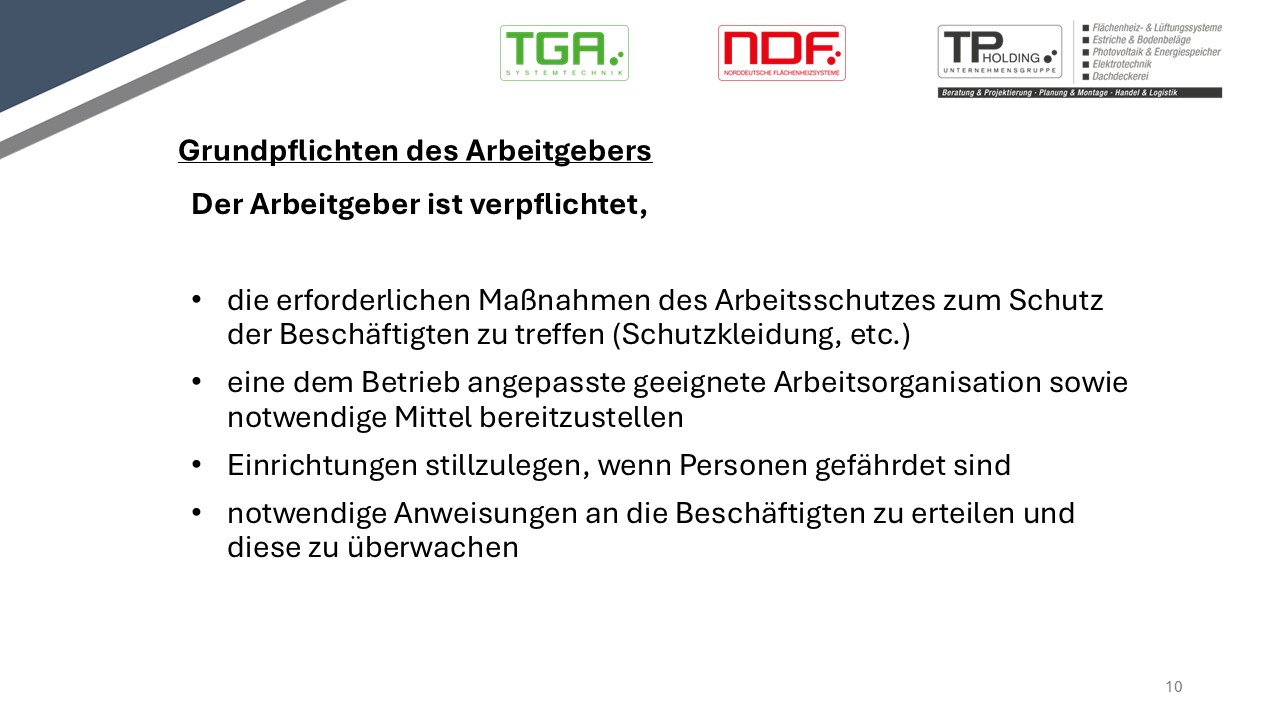 TGA
SYSTEMTECHNIK
NDF
NORDDEUTSCHE FLÄCHENHEIZSYSTEME
TP HOLDING
UNTERNEHMENSGRUPPE
Flächenheiz- & Lüftungssysteme
Estriche & Bodenbeläge
Photovoltaik & Energiespeicher
Elektrotechnik
Dachdeckerei
Beratung & Projektierung · Planung & Montage · Handel & Logistik
Grundpflichten des Arbeitgebers
Der Arbeitgeber ist verpflichtet,
• die erforderlichen Maßnahmen des Arbeitsschutzes zum Schutz
der Beschäftigten zu treffen (Schutzkleidung, etc.)
• eine dem Betrieb angepasste geeignete Arbeitsorganisation sowie
notwendige Mittel bereitzustellen
• Einrichtungen stillzulegen, wenn Personen gefährdet sind
• notwendige Anweisungen an die Beschäftigten zu erteilen und
diese zu überwachen
10